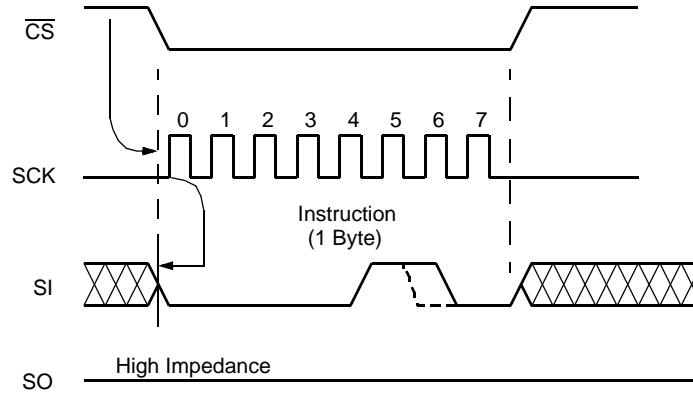 CS
0 1 2 3 4 5 6 7
SCK
Instruction
(1 Byte)
SI
High Impedance
SO